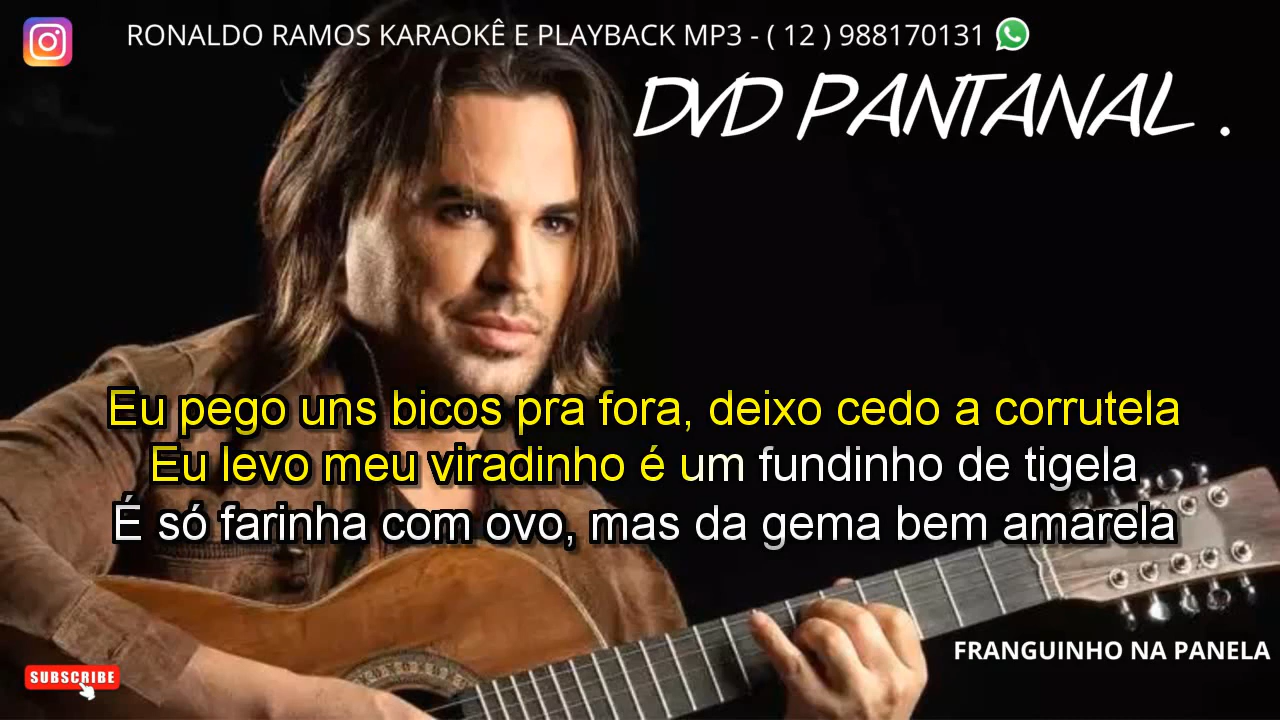 RONALDO RAMOS KARAOKÊ E PLAYBACK MP3 - ( 12 ) 988170131
DVD PANTANAL .
Eu pego uns bicos pra fora, deixo cedo a corrutela
Eu levo meu viradinho é um fundinho de tigela
É só farinha com ovo, mas da gema bem amarela
FRANGUINHO NA PANELA
SUBSCRIBE